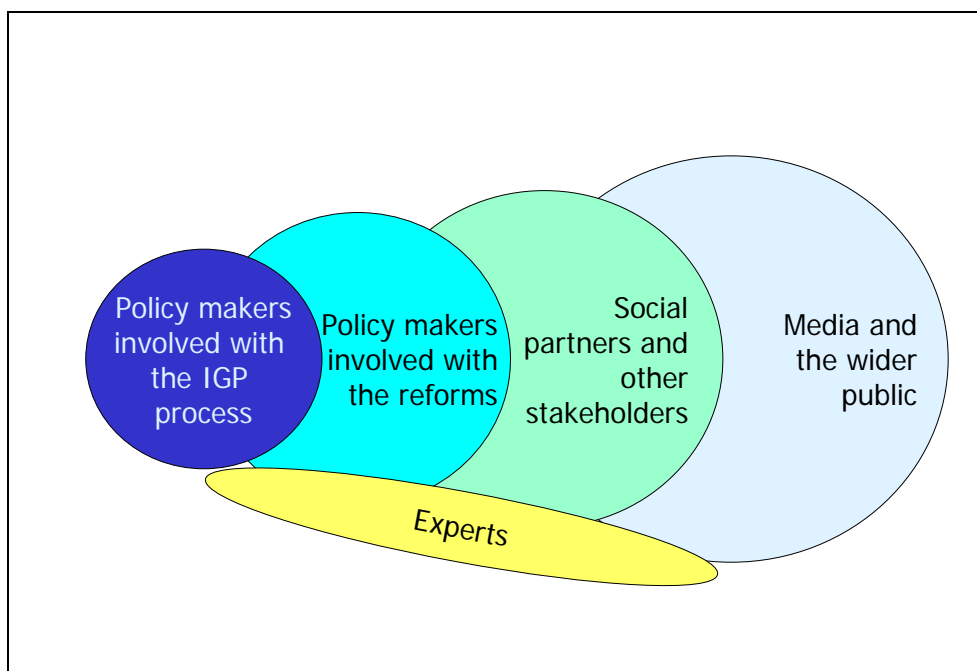 Policy makers
involved with
the IGP
process
Policy makers
involved with
the reforms
Social
partners and
other
stakeholders
Media and
the wider
public
Experts